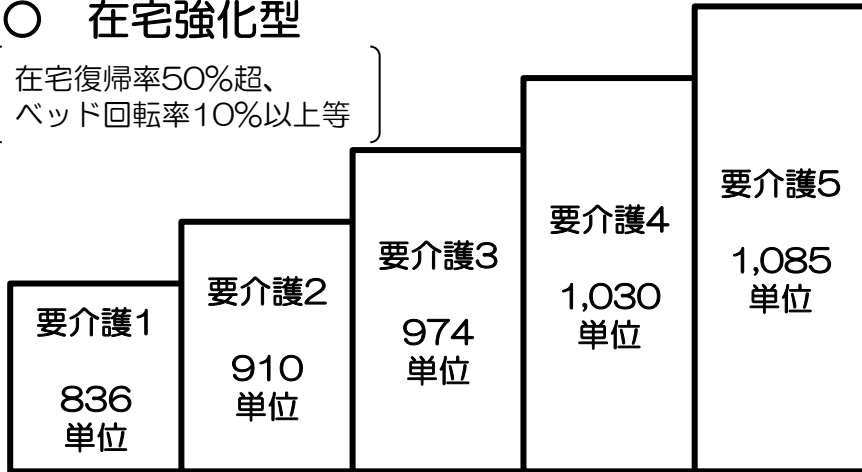 ○ 在宅強化型
在宅復帰率50%超、
ベッド回転率10%以上等
要介護1
836
単位
要介護2
910
単位
要介護3
974
単位
要介護4
1,030
単位
要介護5
1,085
単位